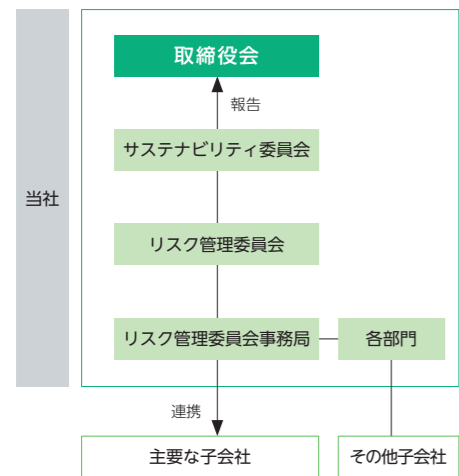 取締役会
報告
サステナビリティ委員会
当社
リスク管理委員会
リスク管理委員会事務局
各部門
連携
主要な子会社
その他子会社